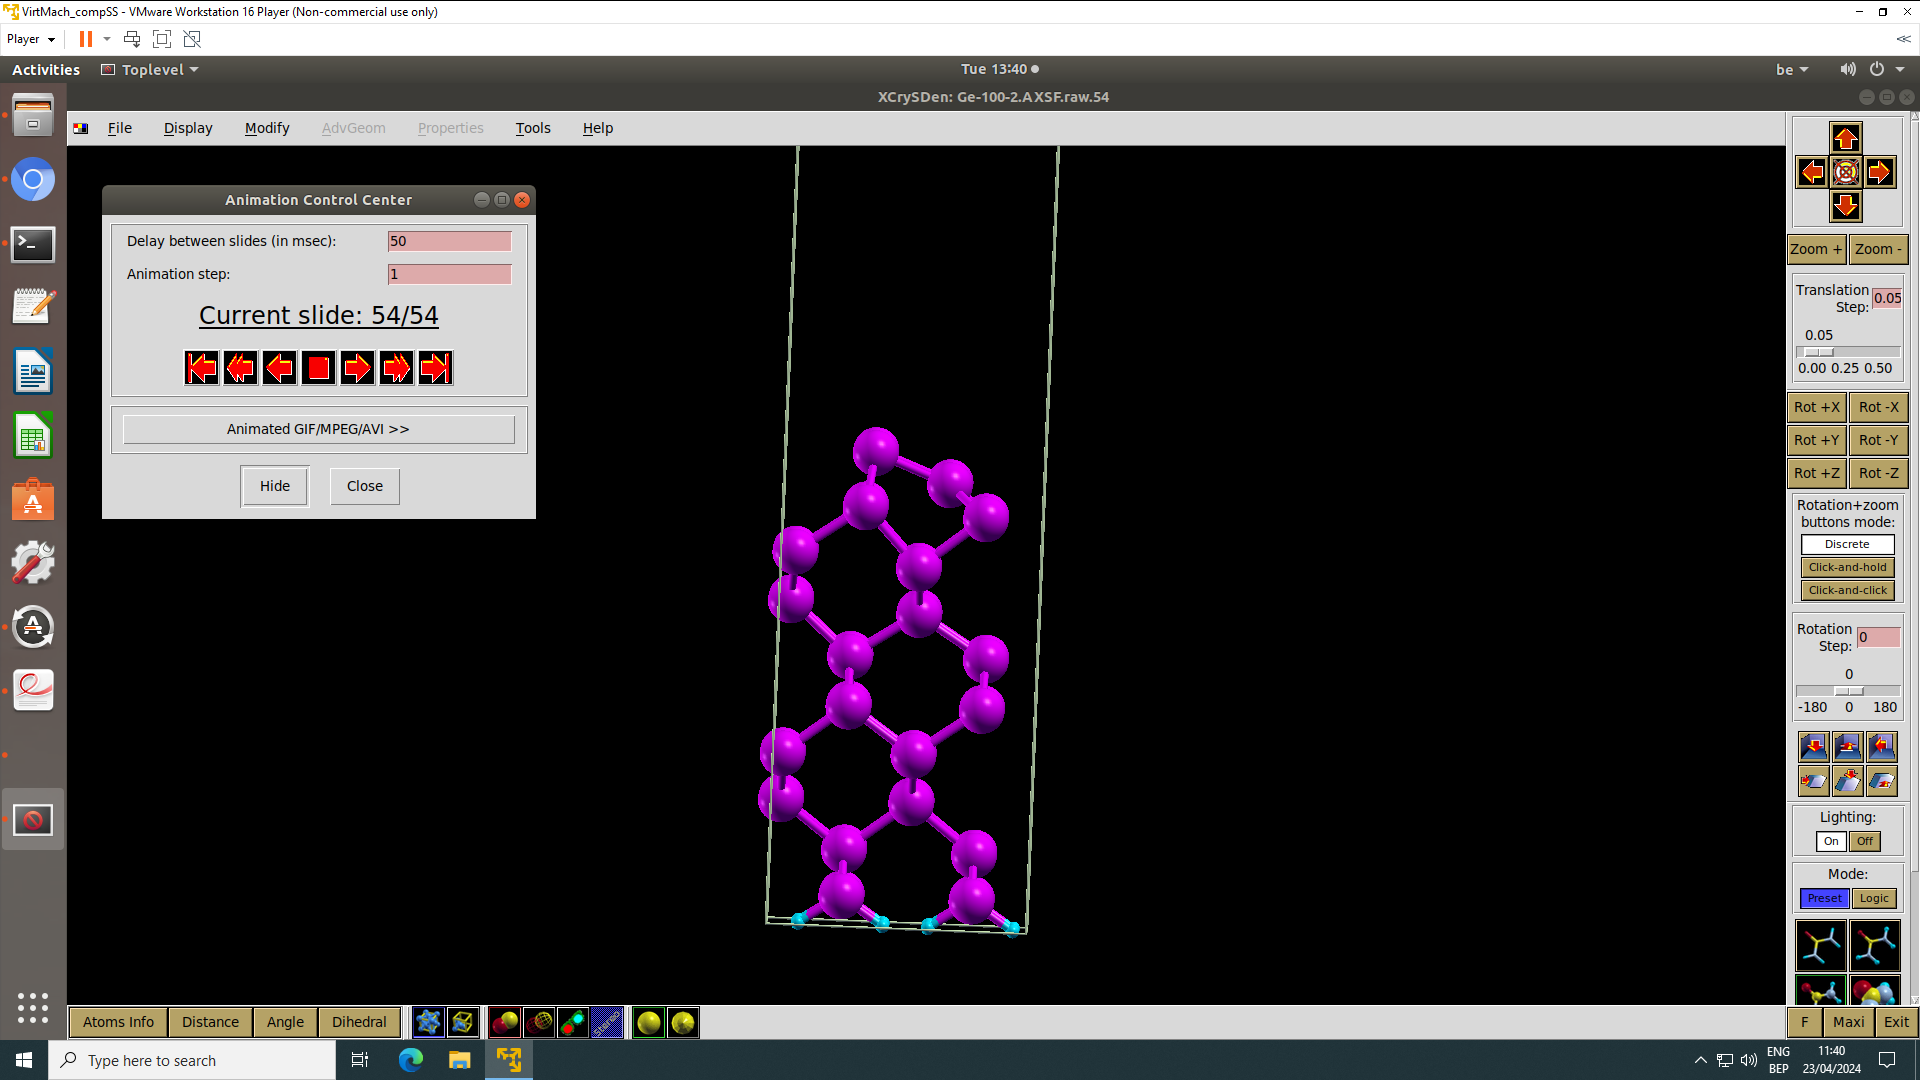 VirtMach_compSS - VMware Workstation 16 Player (Non-commercial use only)
Player
Activities
Toplevel
Tue 13:40
be
XCrySDen: Ge-100-2.AXSF.raw.54
File Display Modify AdvGeom Properties Tools Help
Animation Control Center
Delay between slides (in msec): 50
Animation step: 1
Current slide: 54/54
Animated GIF/MPEG/AVI >>
Hide Close
Zoom + Zoom -
Translation
Step: 0.05
0.05
0.00 0.25 0.50
Rot +X Rot -X
Rot +Y Rot -Y
Rot +Z Rot -Z
Rotation+zoom
buttons mode:
Discrete
Click-and-hold
Click-and-click
Rotation
Step: 0
0
-180 0 180
Lighting:
On Off
Mode:
Preset Logic
Atoms Info Distance Angle Dihedral
Stereo
F Maxi Exit
Type here to search
ENG
BEP
11:40
23/04/2024